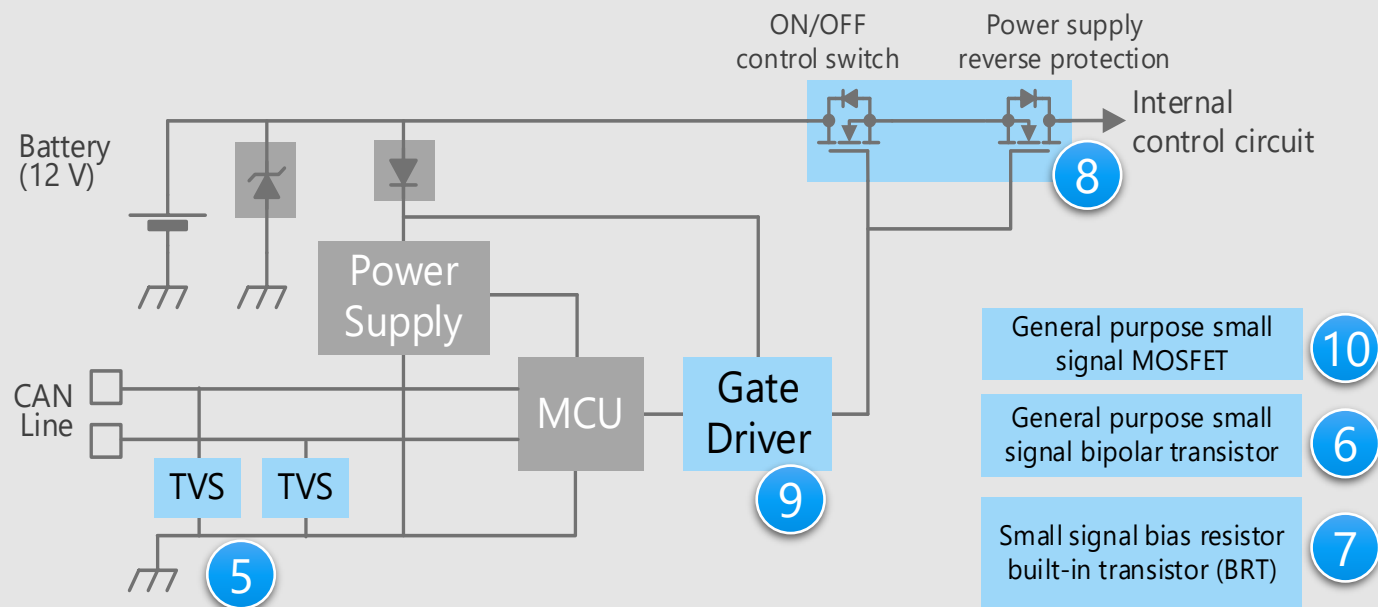 ON/OFF
control switch
Power supply
reverse protection
Internal
control circuit
8
Battery
(12 V)
Power
Supply
CAN
Line
MCU
Gate
Driver
9
TVS
TVS
5
General purpose small
signal MOSFET
10
General purpose small
signal bipolar transistor
6
Small signal bias resistor
built-in transistor (BRT)
7